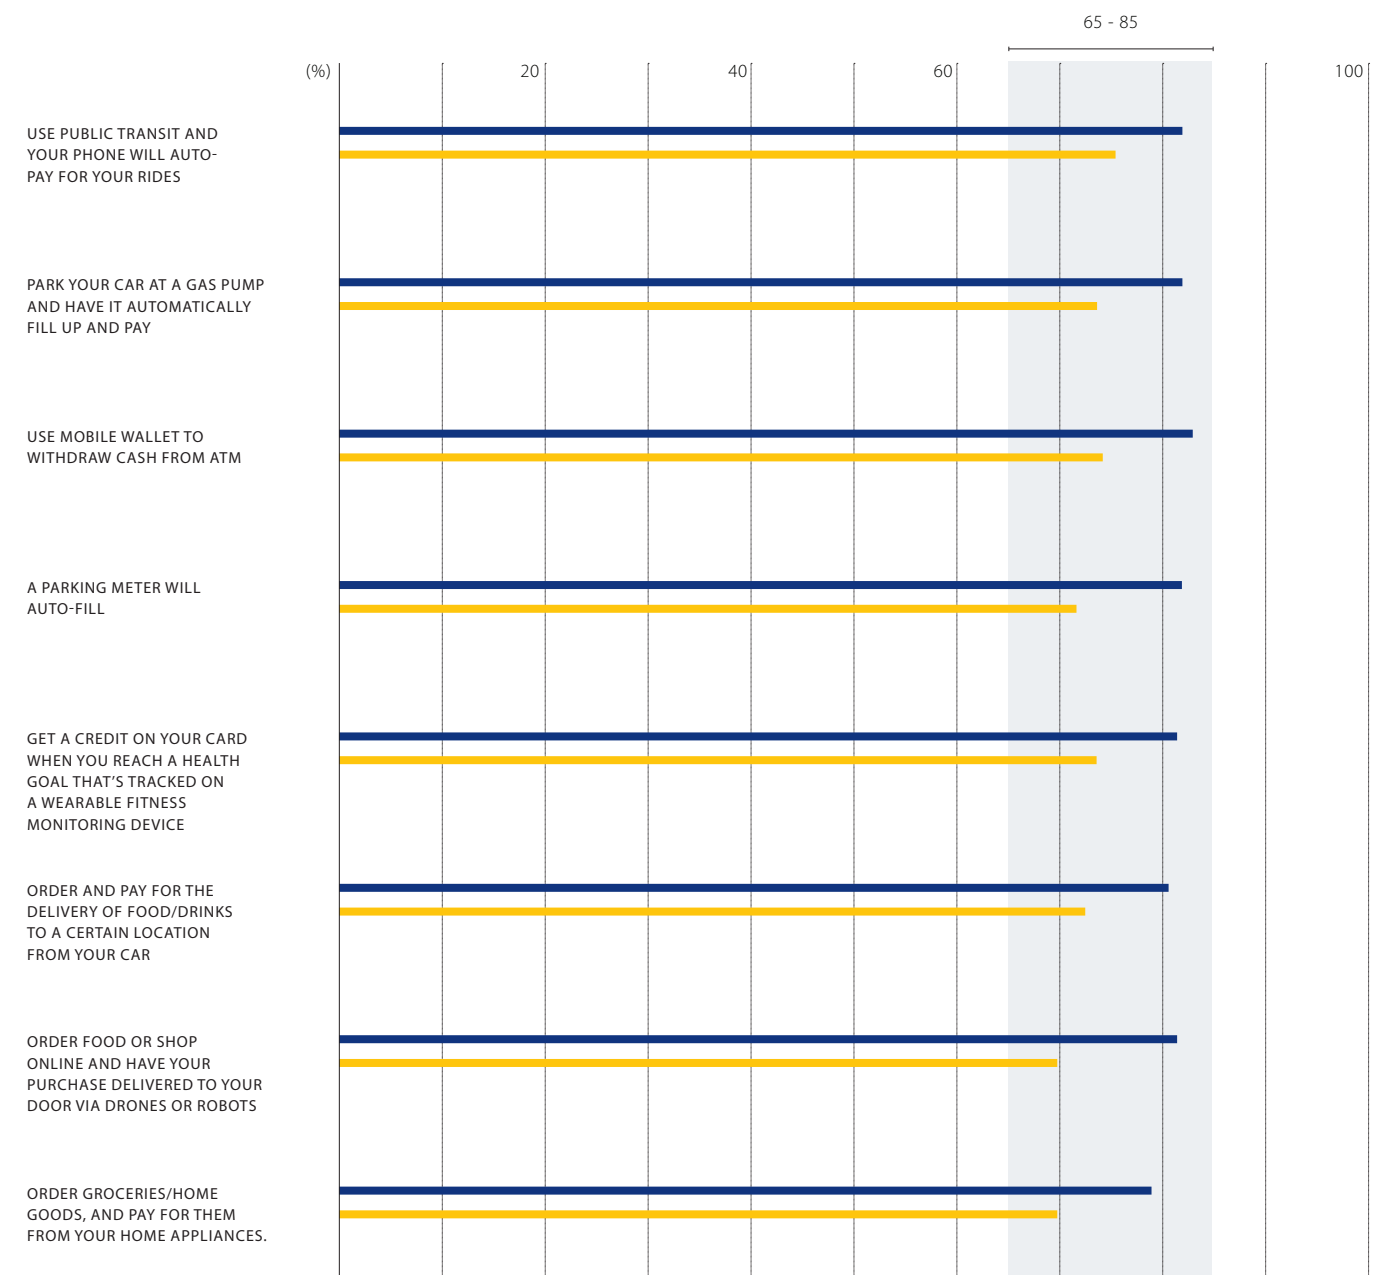 65 - 85
(%) 20 40 60 100
USE PUBLIC TRANSIT AND
YOUR PHONE WILL AUTO-
PAY FOR YOUR RIDES
PARK YOUR CAR AT A GAS PUMP
AND HAVE IT AUTOMATICALLY
FILL UP AND PAY
USE MOBILE WALLET TO
WITHDRAW CASH FROM ATM
A PARKING METER WILL
AUTO-FILL
GET A CREDIT ON YOUR CARD
WHEN YOU REACH A HEALTH
GOAL THAT'S TRACKED ON
A WEARABLE FITNESS
MONITORING DEVICE
ORDER AND PAY FOR THE
DELIVERY OF FOOD/DRINKS
TO A CERTAIN LOCATION
FROM YOUR CAR
ORDER FOOD OR SHOP
ONLINE AND HAVE YOUR
PURCHASE DELIVERED TO YOUR
DOOR VIA DRONES OR ROBOTS
ORDER GROCERIES/HOME
GOODS, AND PAY FOR THEM
FROM YOUR HOME APPLIANCES.